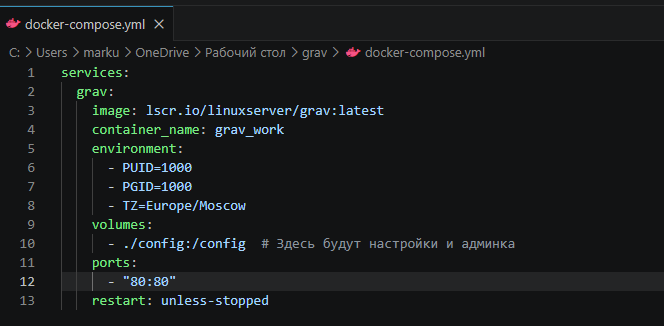 docker-compose.yml ×
C: > Users > marku > OneDrive > Рабочий стол > grav > docker-compose.yml
1 services:
2   grav:
3     image: lscr.io/linuxserver/grav:latest
4     container_name: grav_work
5     environment:
6       - PUID=1000
7       - PGID=1000
8       - TZ=Europe/Moscow
9     volumes:
10       - ./config:/config  # Здесь будут настройки и админка
11     ports:
12       - "80:80"
13     restart: unless-stopped